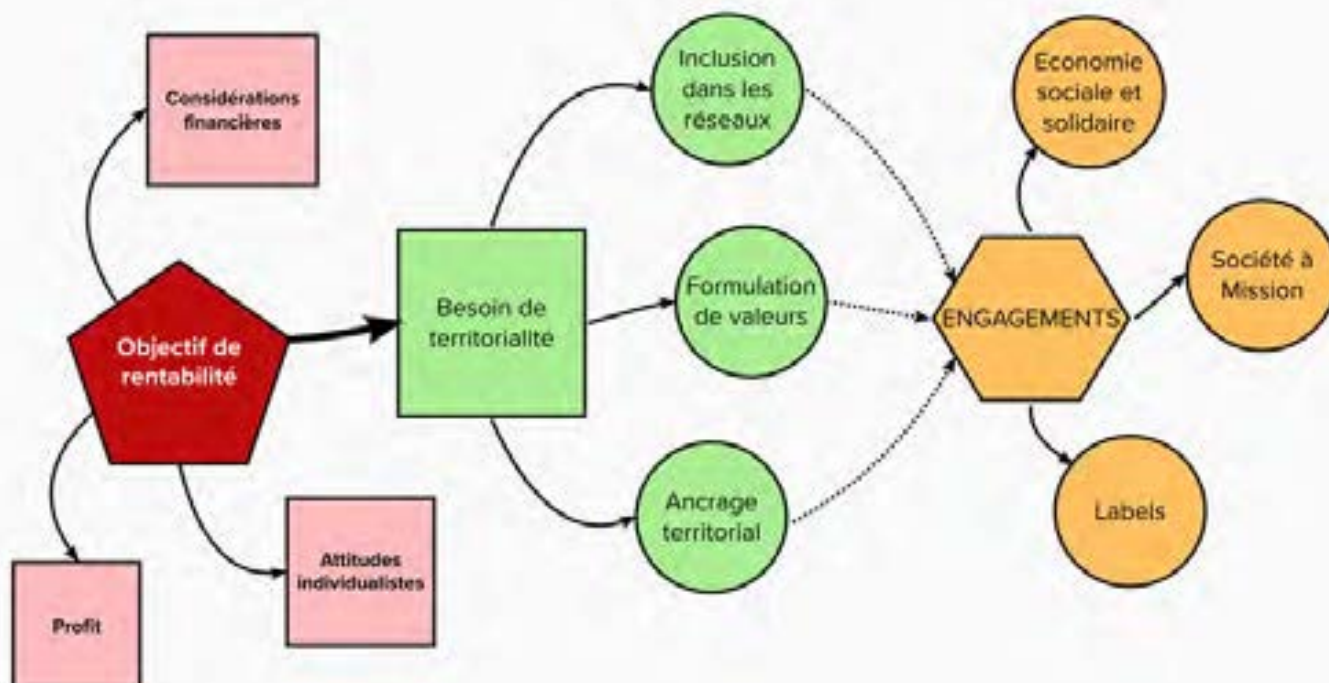 Considérations
financières
Objectif de
rentabilité
Profit
Attitudes
individualistes
Besoin de
territorialité
Inclusion
dans les
réseaux
Formulation
de valeurs
Ancrage
territorial
ENGAGEMENTS
Economie
sociale et
solidaire
Société à
Mission
Labels